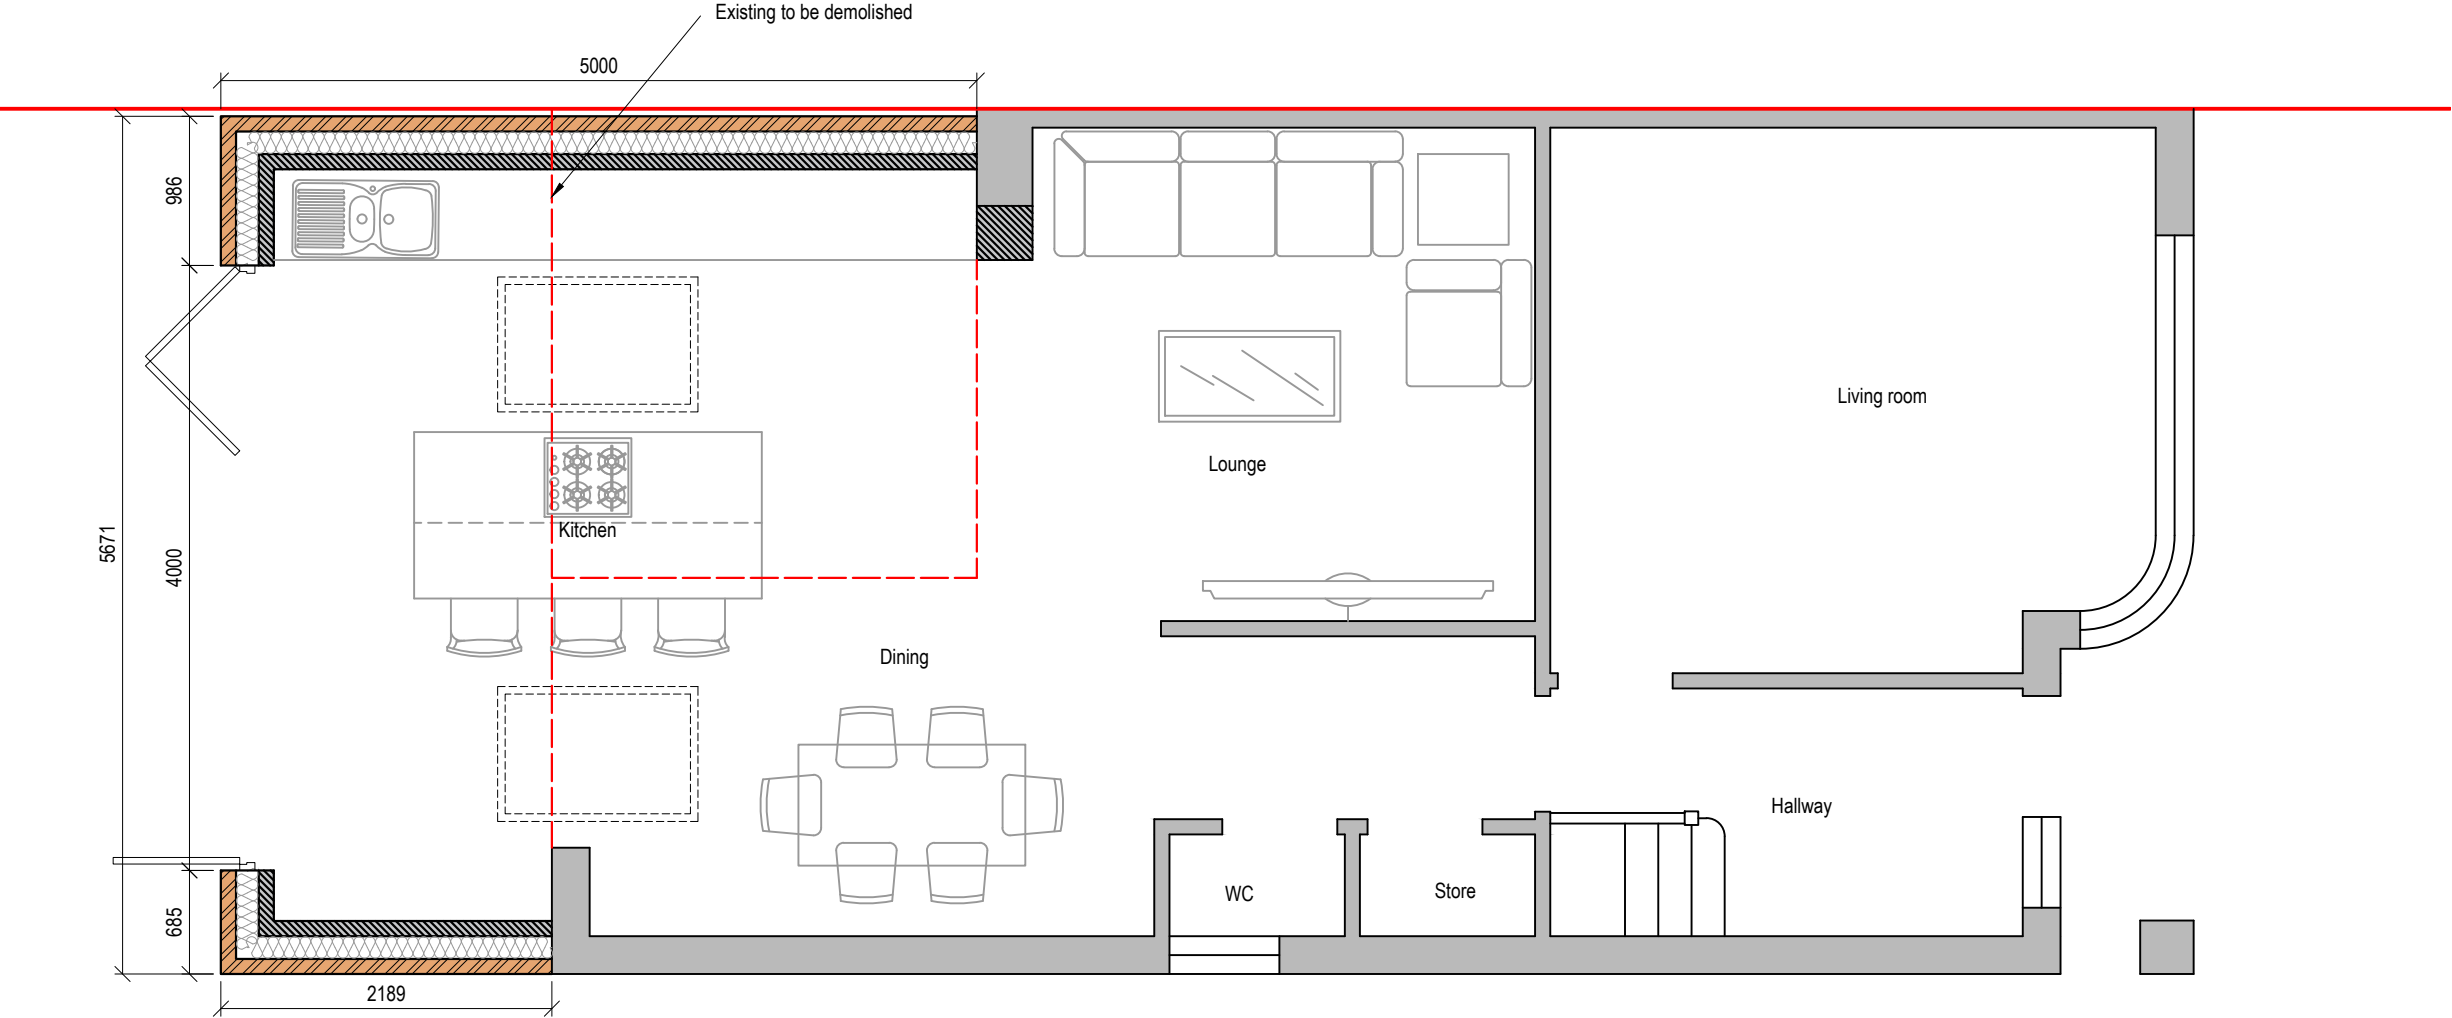 Existing to be demolished
5000
986
Living room
Lounge
Kitchen
5671
4000
Dining
Hallway
WC
Store
685
2189